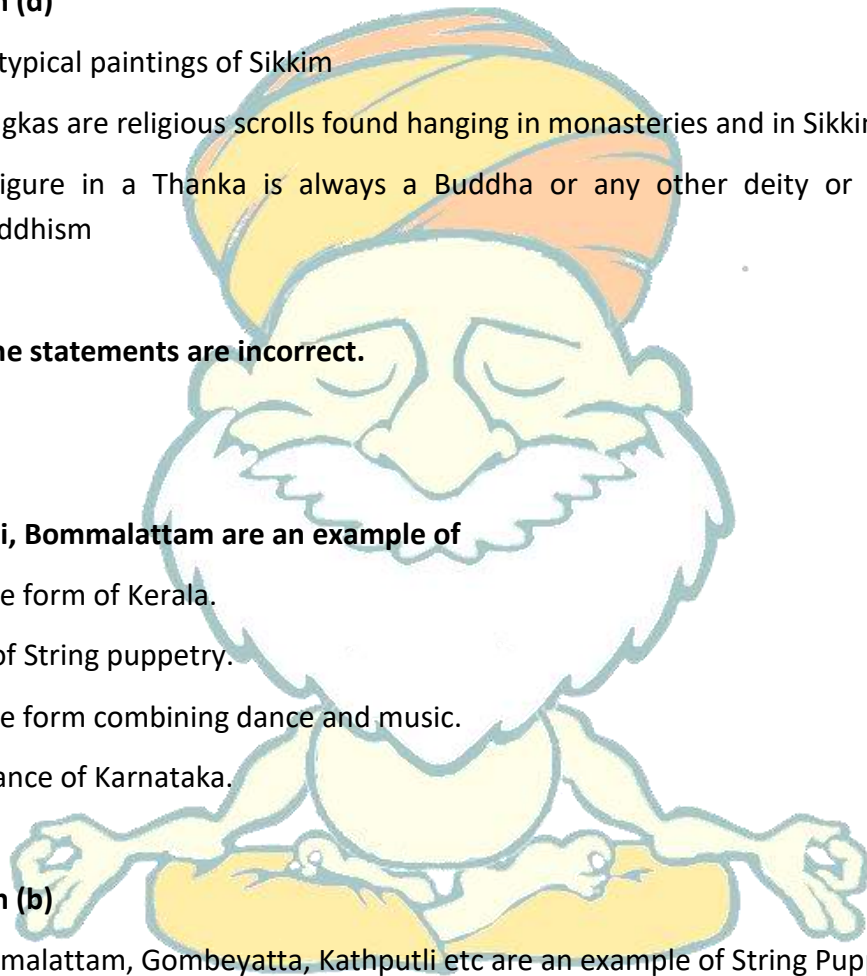 n (d)
typical paintings of Sikkim
gkas are religious scrolls found hanging in monasteries and in Sikki
igure in a Thanka is always a Buddha or any other deity or
ddhism
ne statements are incorrect.
i, Bommalattam are an example of
e form of Kerala.
of String puppetry.
e form combining dance and music.
ance of Karnataka.
n (b)
malattam, Gombeyatta, Kathputli etc are an example of String Pup